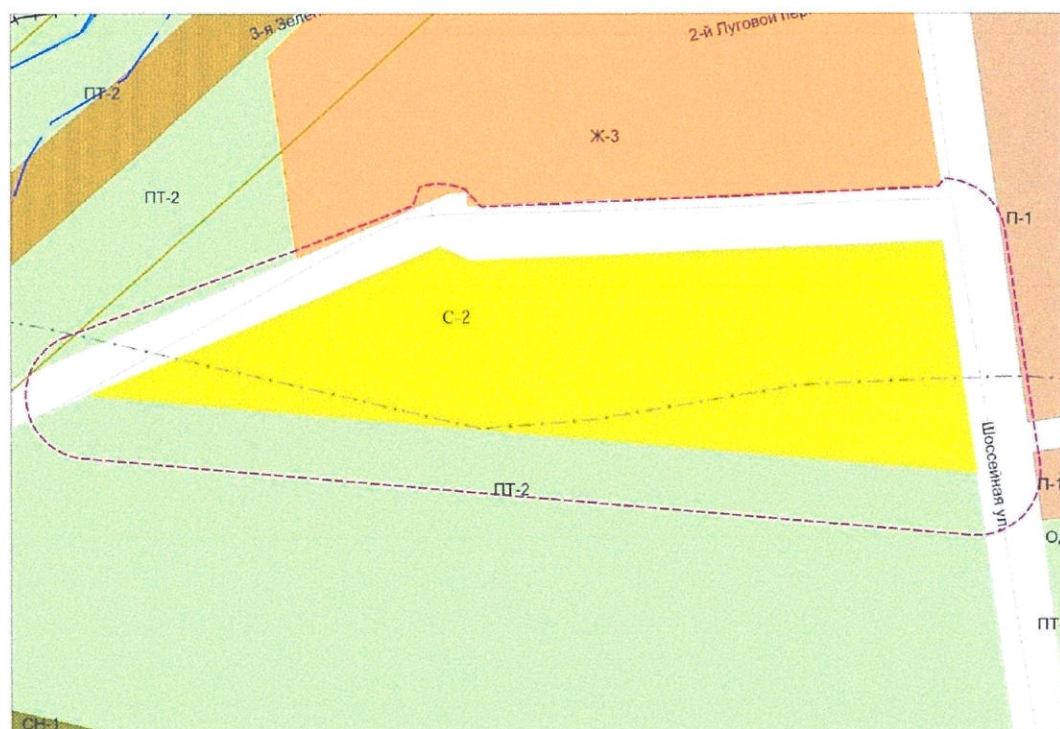 3-я Зелен
2-й Луговой пер
ПТ-2
Ж-3
ПТ-2
П-1
С-2
Шоссейная ул.
ПТ-2
П-1
ПТ
СН-1